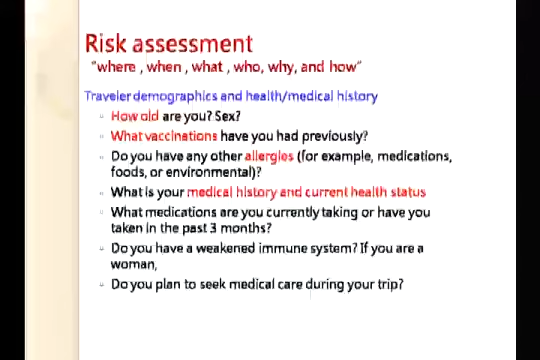 Risk assessment
"where , when , what , who, why, and how"
Traveler demographics and health/medical history
How old are you? Sex?
What vaccinations have you had previously?
Do you have any other allergies (for example, medications,
foods, or environmental)?
What is your medical history and current health status
What medications are you currently taking or have you
taken in the past 3 months?
Do you have a weakened immune system? If you are a
woman,
Do you plan to seek medical care during your trip?